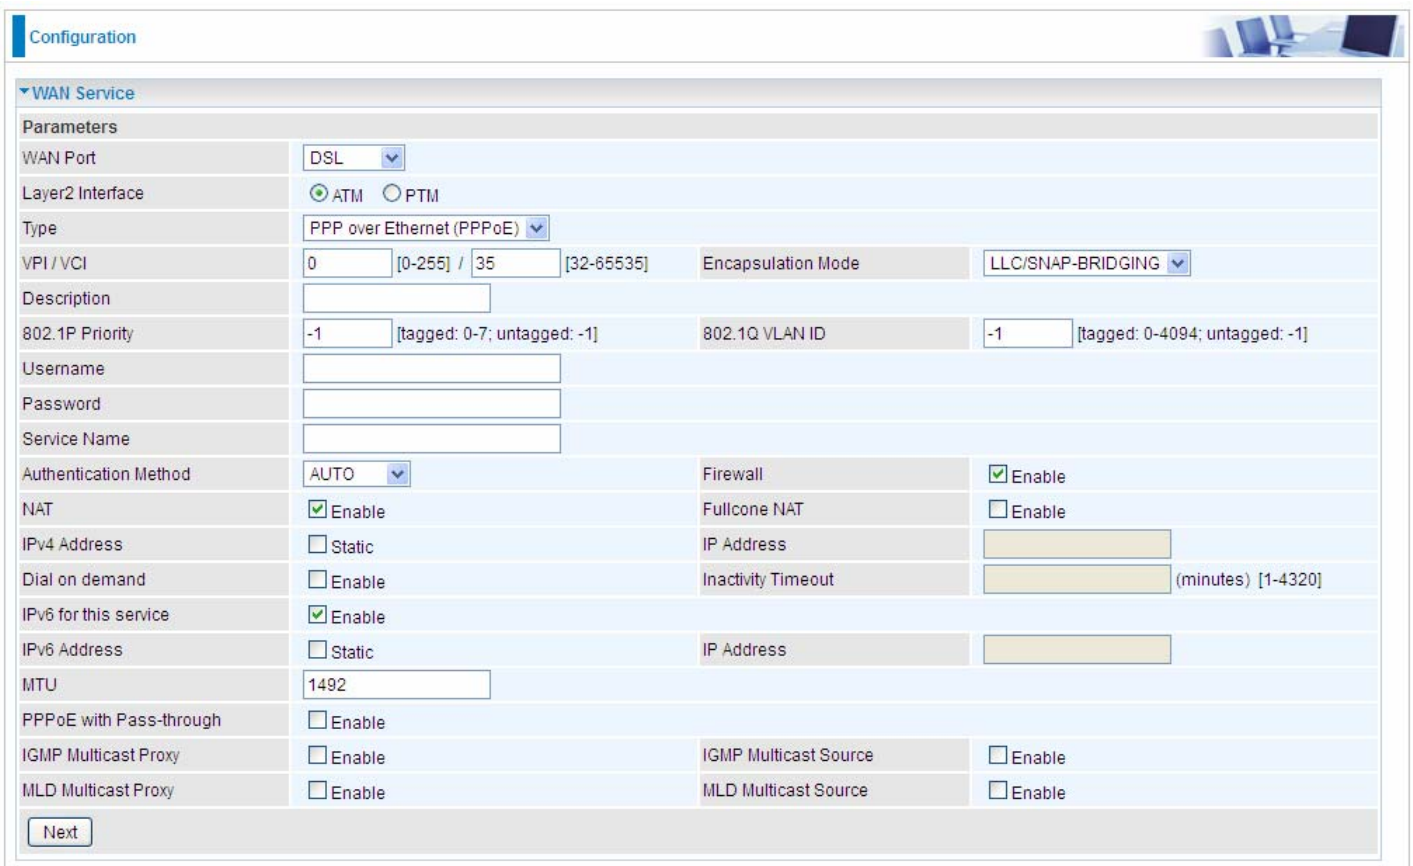 Configuration
WAN Service
Parameters
WAN Port DSL
Layer2 Interface ATM PTM
Type PPP over Ethernet (PPPoE)
VPI / VCI 0 [0-255] / 35 [32-65535] Encapsulation Mode LLC/SNAP-BRIDGING
Description
802.1P Priority -1 [tagged: 0-7; untagged: -1] 802.1Q VLAN ID -1 [tagged: 0-4094; untagged: -1]
Username
Password
Service Name
Authentication Method AUTO Firewall Enable
NAT Enable Fullcone NAT Enable
IPv4 Address Static IP Address
Dial on demand Enable Inactivity Timeout (minutes) [1-4320]
IPv6 for this service Enable
IPv6 Address Static IP Address
MTU 1492
PPPoE with Pass-through Enable
IGMP Multicast Proxy Enable IGMP Multicast Source Enable
MLD Multicast Proxy Enable MLD Multicast Source Enable
Next